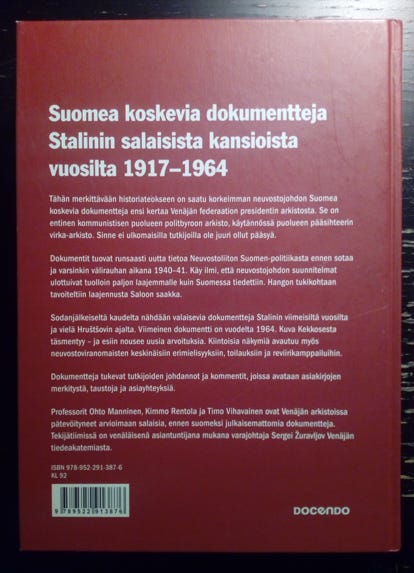 Suomea koskevia dokumentteja
Stalinin salaisista kansioista
vuosilta 1917–1964
Tähän merkittävään historiateokseen on saatu korkeimman neuvostojohdon Suomea
koskevia dokumentteja ensi kertaa Venäjän federaation presidentin arkistosta. Se on
entinen kommunistisen puolueen politbyroon arkisto, käytännössä puolueen pääsihteerin
virka-arkisto. Sinne ei ulkomaisilla tutkijoilla ole juuri ollut pääsyä.
Dokumentit tuovat runsaasti uutta tietoa Neuvostoliiton Suomen-politiikasta ennen sotaa
ja varsinkin välirauhan aikana 1940–41. Käy ilmi, että neuvostojohdon suunnitelmat
ulottuivat tuolloin paljon laajemmalle kuin Suomessa tiedettiin. Hangon tukikohtaan
tavoiteltiin laajennusta Saloon saakka.
Sodanjälkeiseltä kaudelta nähdään valaisevia dokumentteja Stalinin viimeisiltä vuosilta
ja vielä Hruštšovin ajalta. Viimeinen dokumentti on vuodelta 1964. Kuva Kekkosesta
täsmentyy – ja esiin nousee uusia arvoituksia. Kiintoisia näkymiä avautuu myös
neuvostoviranomaisten keskinäisiin erimielisyyksiin, toilauksiin ja reviirikamppailuihin.
Dokumentteja tukevat tutkijoiden johdannot ja kommentit, joissa avataan asiakirjojen
merkitystä, taustoja ja asiayhteyksiä.
Professorit Ohto Manninen, Kimmo Rentola ja Timo Vihavainen ovat Venäjän arkistoissa
pätevöityneet arvioimaan salaisia, ennen suomeksi julkaisemattomia dokumentteja.
Tekijätiimissä on venäläisenä asiantuntijana mukana varajohtaja Sergei Žuravljov Venäjän
tiedeakatemiasta.
ISBN 978-952-291-387-6
KL 92
9 789522 913876
DOCENDO